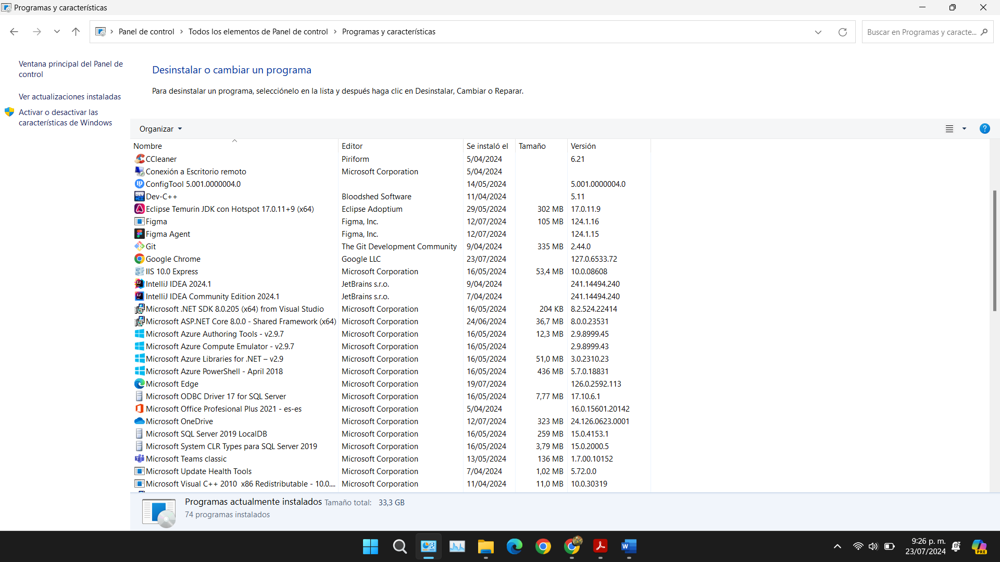 Programas y características
Panel de control > Todos los elementos de Panel de control > Programas y características
Buscar en Programas y caracte...
Ventana principal del Panel de
control
Ver actualizaciones instaladas
Activar o desactivar las
características de Windows
Desinstalar o cambiar un programa
Para desinstalar un programa, selecciónelo en la lista y después haga clic en Desinstalar, Cambiar o Reparar.
Organizar
?
Nombre Editor Se instaló el Tamaño Versión
CCleaner Piriform 5/04/2024 6.21
Conexión a Escritorio remoto Microsoft Corporation 5/04/2024
ConfigTool 5.001.0000004.0 14/05/2024 5.001.0000004.0
Dev-C++ Bloodshed Software 11/04/2024 5.11
Eclipse Temurin JDK con Hotspot 17.0.11+9 (x64) Eclipse Adoptium 29/05/2024 302 MB 17.0.11.9
Figma Figma, Inc. 12/07/2024 105 MB 124.1.16
Figma Agent Figma, Inc. 12/07/2024 124.1.15
Git The Git Development Community 9/04/2024 335 MB 2.44.0
Google Chrome Google LLC 23/07/2024 127.0.6533.72
IIS 10.0 Express Microsoft Corporation 16/05/2024 53,4 MB 10.0.08608
IntelliJ IDEA 2024.1 JetBrains s.r.o. 9/04/2024 241.14494.240
IntelliJ IDEA Community Edition 2024.1 JetBrains s.r.o. 7/04/2024 241.14494.240
Microsoft .NET SDK 8.0.205 (x64) from Visual Studio Microsoft Corporation 16/05/2024 204 KB 8.2.524.22414
Microsoft ASP.NET Core 8.0.0 - Shared Framework (x64) Microsoft Corporation 24/06/2024 36,7 MB 8.0.0.23531
Microsoft Azure Authoring Tools - v2.9.7 Microsoft Corporation 16/05/2024 12,3 MB 2.9.8999.45
Microsoft Azure Compute Emulator - v2.9.7 Microsoft Corporation 16/05/2024 2.9.8999.43
Microsoft Azure Libraries for .NET – v2.9 Microsoft Corporation 16/05/2024 51,0 MB 3.0.2310.23
Microsoft Azure PowerShell - April 2018 Microsoft Corporation 16/05/2024 436 MB 5.7.0.18831
Microsoft Edge Microsoft Corporation 19/07/2024 126.0.2592.113
Microsoft ODBC Driver 17 for SQL Server Microsoft Corporation 16/05/2024 7,77 MB 17.10.6.1
Microsoft Office Profesional Plus 2021 - es-es Microsoft Corporation 5/04/2024 16.0.15601.20142
Microsoft OneDrive Microsoft Corporation 12/07/2024 323 MB 24.126.0623.0001
Microsoft SQL Server 2019 LocalDB Microsoft Corporation 16/05/2024 259 MB 15.0.4153.1
Microsoft System CLR Types para SQL Server 2019 Microsoft Corporation 16/05/2024 3,79 MB 15.0.2000.5
Microsoft Teams classic Microsoft Corporation 13/05/2024 136 MB 1.7.00.10152
Microsoft Update Health Tools Microsoft Corporation 7/04/2024 1,02 MB 5.72.0.0
Microsoft Visual C++ 2010 x86 Redistributable - 10.0.... Microsoft Corporation 11/04/2024 11,0 MB 10.0.30319
Programas actualmente instalados Tamaño total: 33,3 GB
74 programas instalados
9:26 p. m.
23/07/2024
PRE